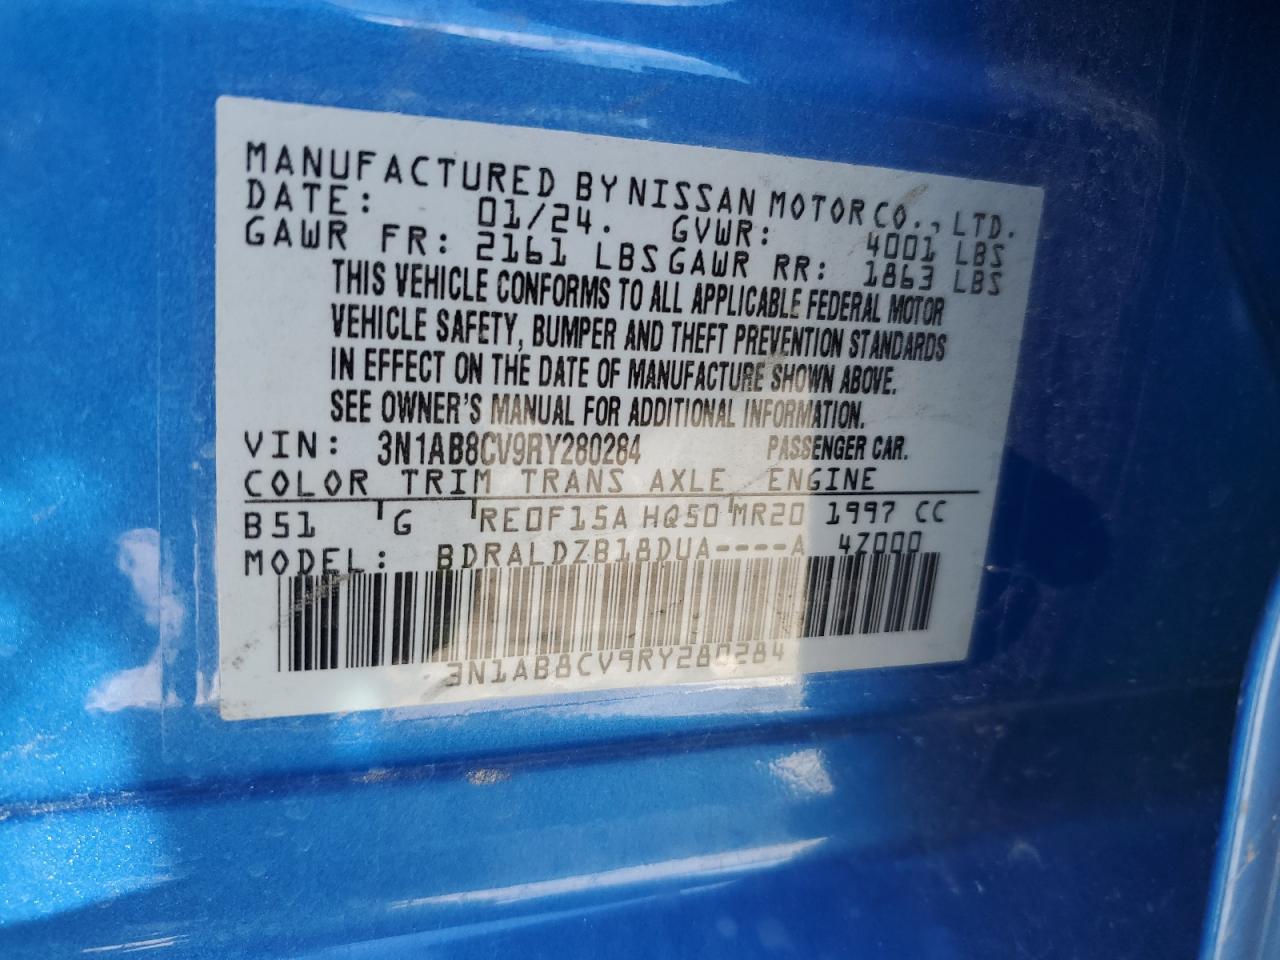 MANUFACTURED BY NISSAN MOTOR CO., LTD.
DATE: 01/24. GVWR: 4001 LBS
GAWR FR: 2161 LBS GAWR RR: 1863 LBS
THIS VEHICLE CONFORMS TO ALL APPLICABLE FEDERAL MOTOR
VEHICLE SAFETY, BUMPER AND THEFT PREVENTION STANDARDS
IN EFFECT ON THE DATE OF MANUFACTURE SHOWN ABOVE.
SEE OWNER'S MANUAL FOR ADDITIONAL INFORMATION.
VIN: 3N1AB8CV9RY280284 PASSENGER CAR.
COLOR TRIM TRANS AXLE ENGINE
B51 G RE0F15A HQ50 MR20 1997 CC
MODEL: BDRALDZB18DUA----A 4Z000
3N1AB8CV9RY280284